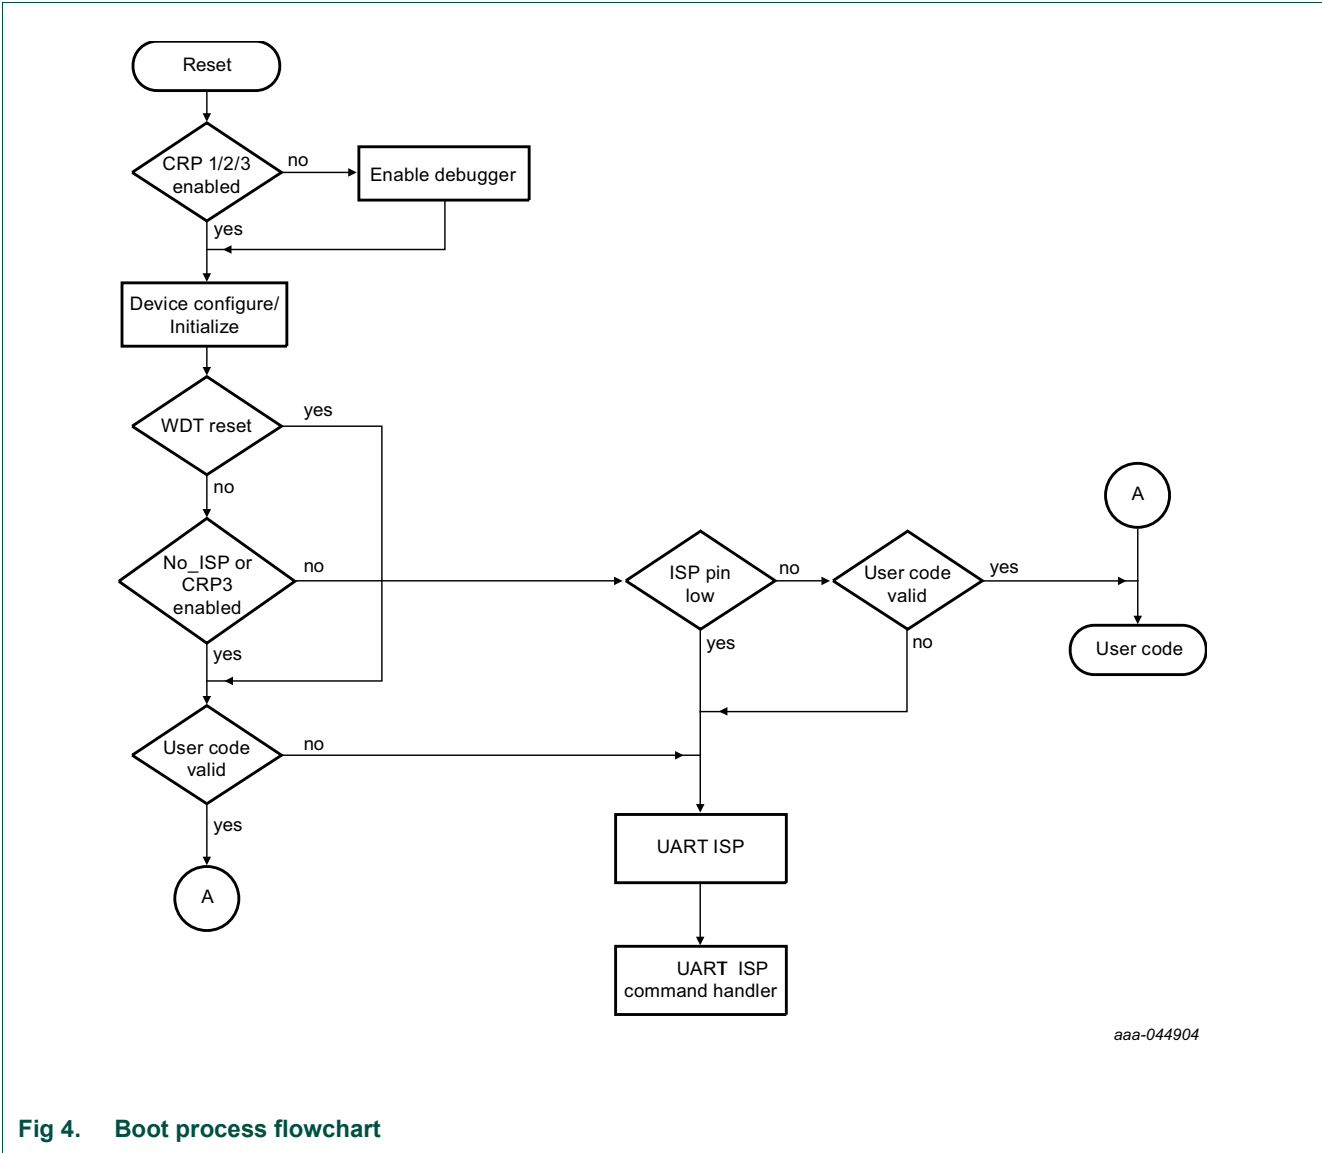 Reset
CRP 1/2/3
enabled
no
Enable debugger
yes
Device configure/
Initialize
WDT reset
yes
no
No_ISP or
CRP3
enabled
no
ISP pin
low
no
User code
valid
yes
A
User code
yes
yes
no
User code
valid
no
yes
A
UART ISP
UART ISP
command handler
aaa-044904
Fig 4. Boot process flowchart